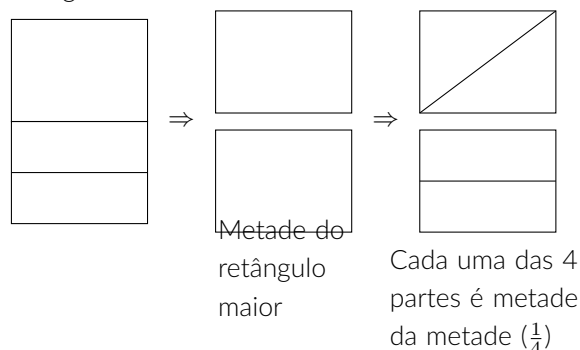 ⇒
⇒
Metade do
retângulo
maior
Cada uma das 4
partes é metade
da metade (1/4)